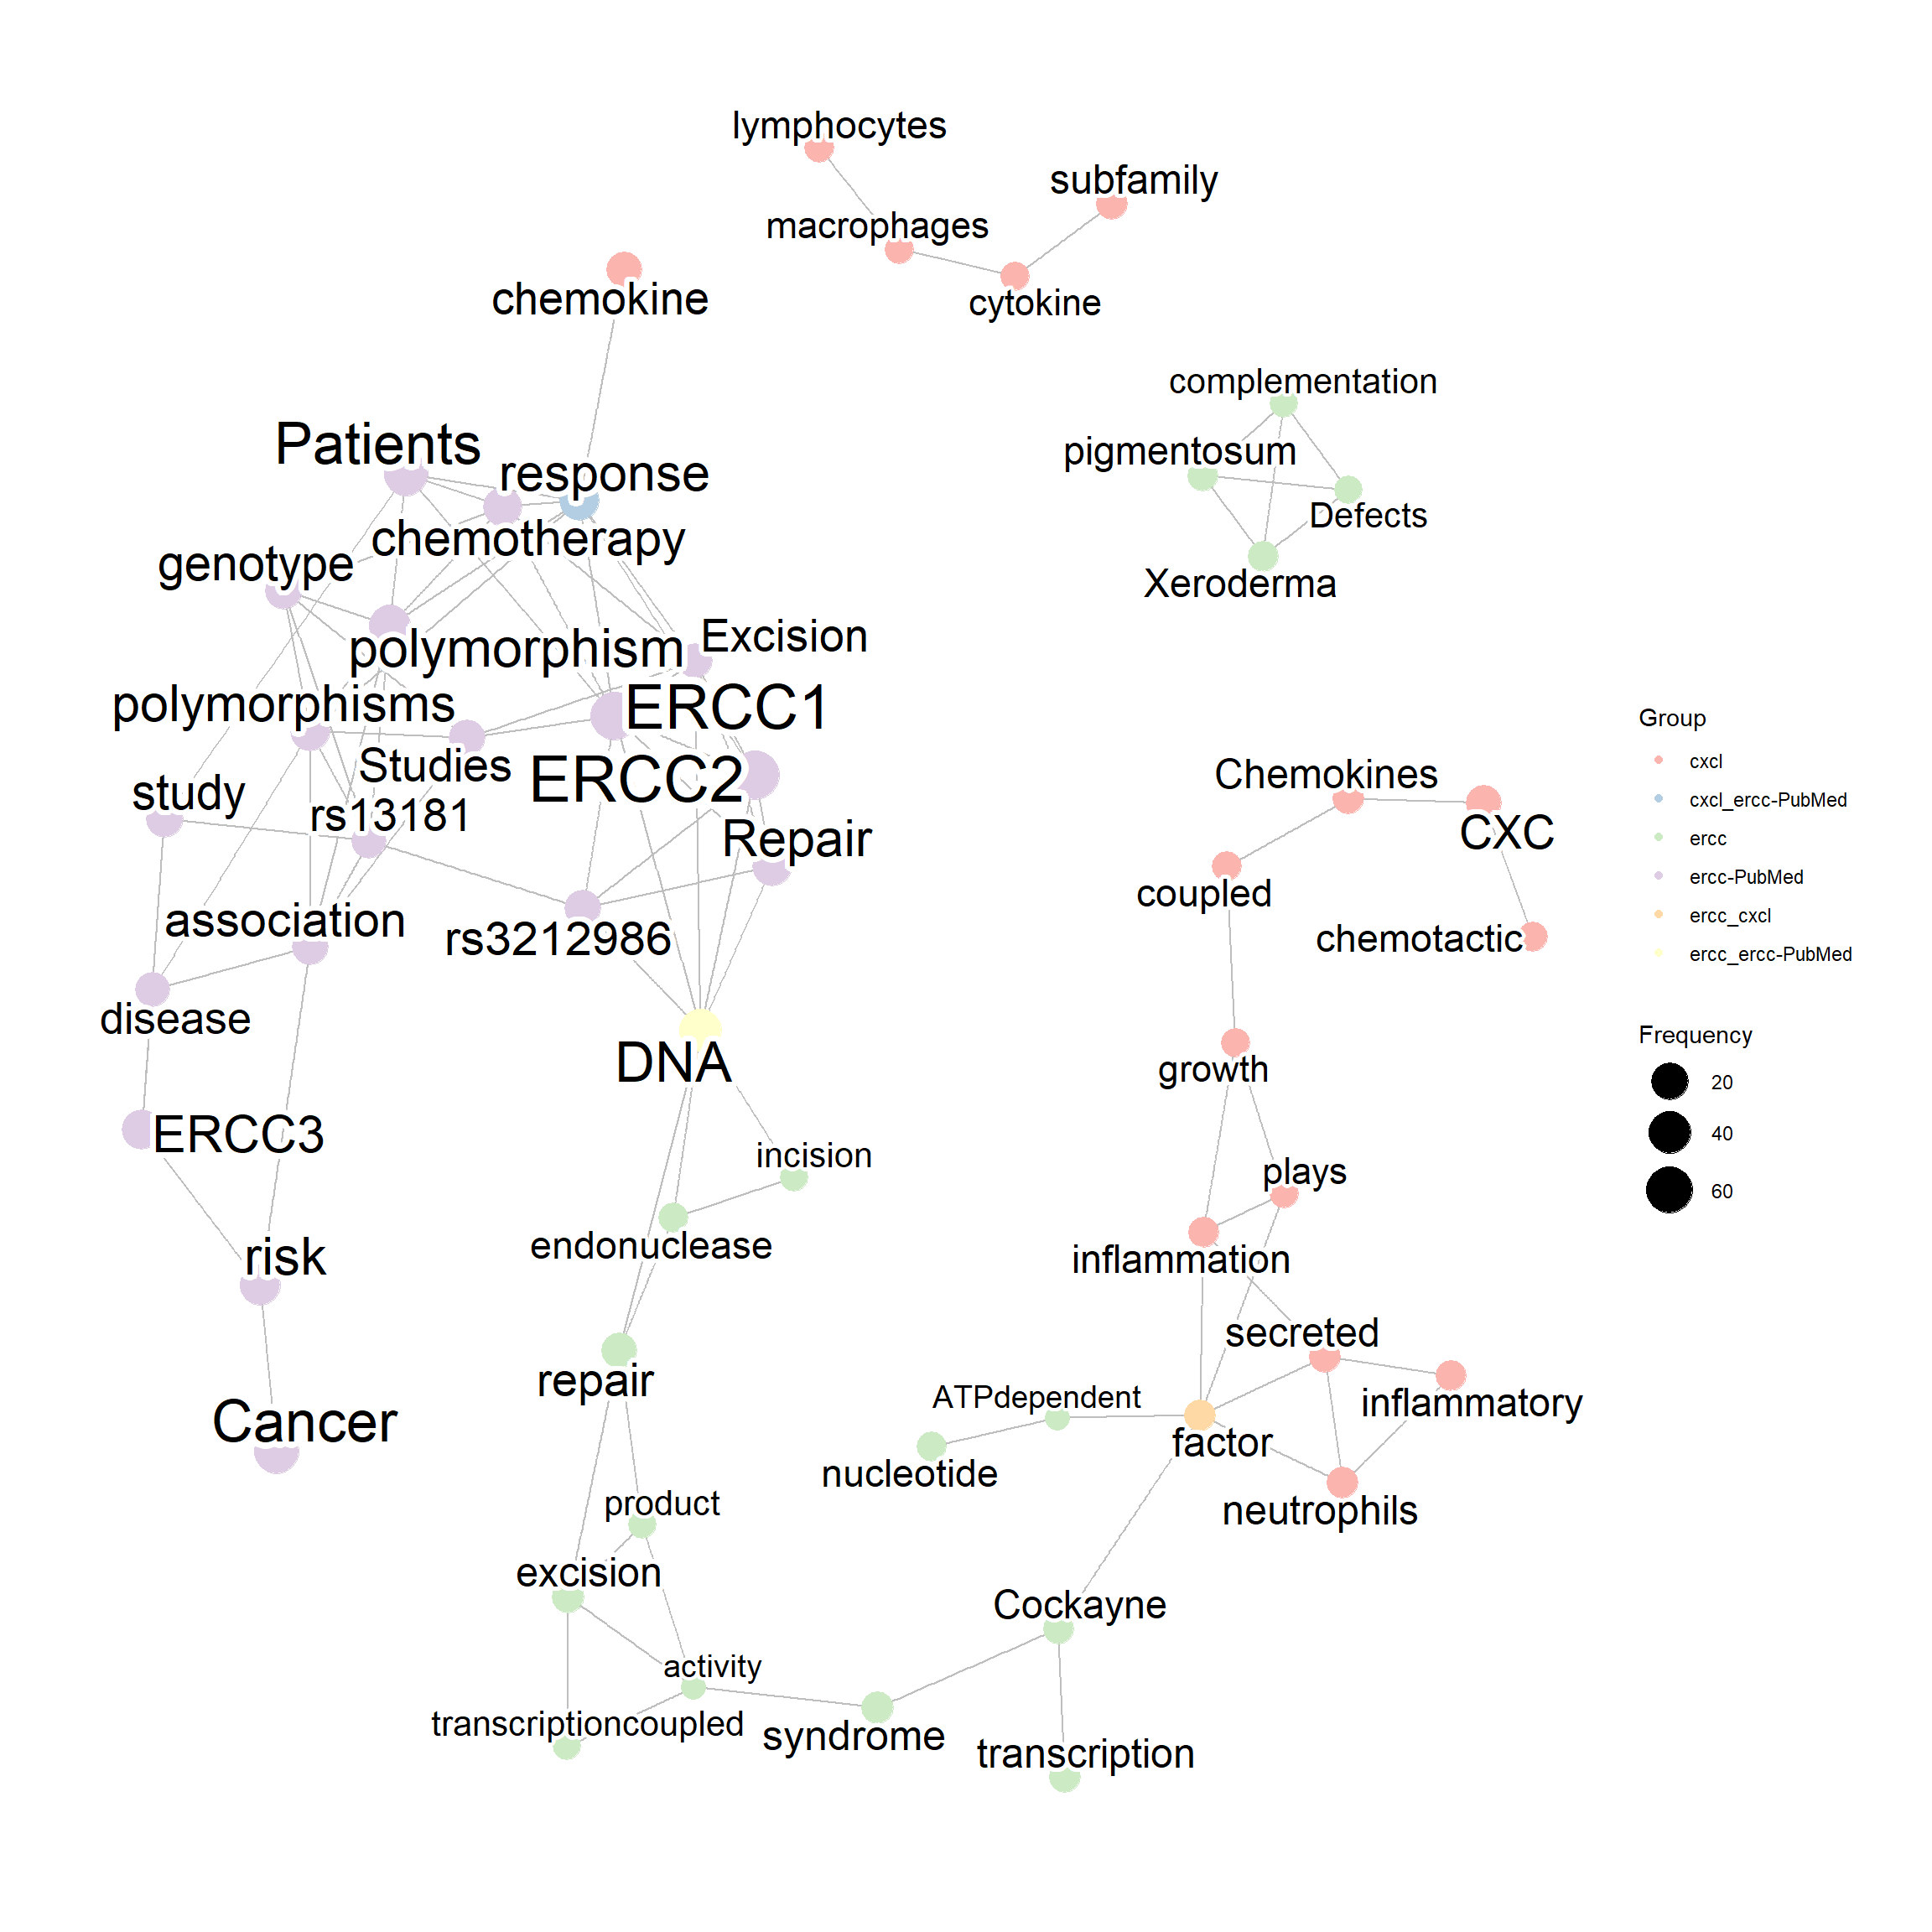 lymphocytes
subfamily
macrophages
cytokine
chemokine
complementation
Patients
pigmentosum
response
Defects
chemotherapy
genotype
Xeroderma
Excision
polymorphism
polymorphisms
ERCC1
Studies
ERCC2
Chemokines
study
rs13181
CXC
Repair
coupled
association
rs3212986
chemotactic
disease
DNA
growth
ERCC3
incision
plays
endonuclease
risk
inflammation
secreted
repair
ATPdependent
inflammatory
Cancer
factor
nucleotide
product
neutrophils
excision
Cockayne
activity
transcriptioncoupled
syndrome
transcription
Group
cxcl
cxcl_ercc-PubMed
ercc
ercc-PubMed
ercc_cxcl
ercc_ercc-PubMed
Frequency
20
40
60